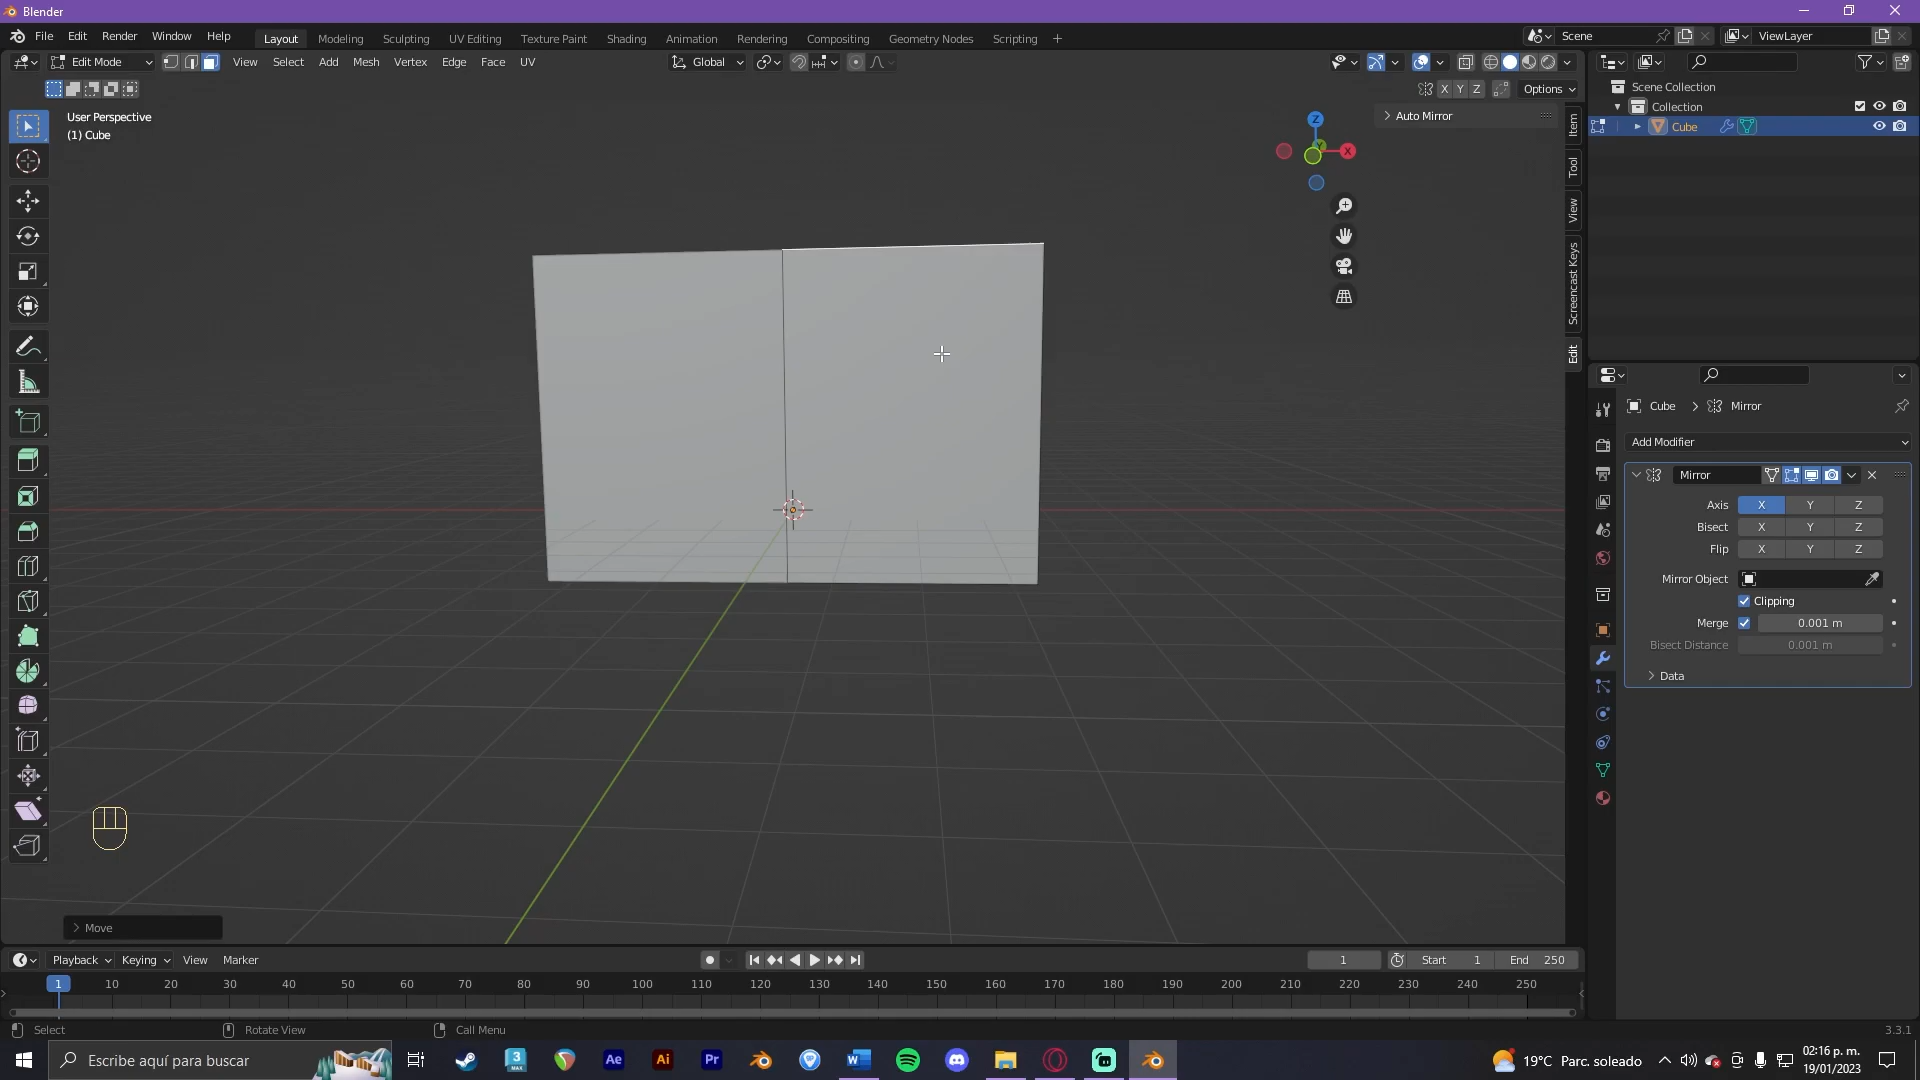 Blender
File Edit Render Window Help
Layout Modeling Sculpting UV Editing Texture Paint Shading Animation Rendering Compositing Geometry Nodes Scripting +
Scene
ViewLayer
Edit Mode
View Select Add Mesh Vertex Edge Face UV
Global
X Y Z
Options
User Perspective
(1) Cube
Auto Mirror
Z
Y
X
Item
Tool
View
Screencast Keys
Edit
Scene Collection
Collection
Cube
Cube > Mirror
Add Modifier
Mirror
Axis X Y Z
Bisect X Y Z
Flip X Y Z
Mirror Object
Clipping
Merge 0.001 m
Bisect Distance 0.001 m
Data
Move
Playback Keying View Marker
1
Start 1
End 250
1 10 20 30 40 50 60 70 80 90 100 110 120 130 140 150 160 170 180 190 200 210 220 230 240 250
Select
Rotate View
Call Menu
3.3.1
Escribe aquí para buscar
3
MAX
Ae
Ai
Pr
W
19°C Parc. soleado
02:16 p. m.
19/01/2023